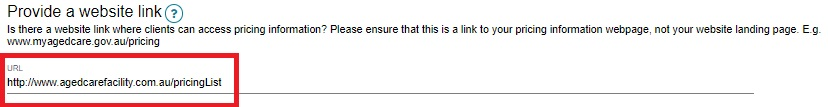 Provide a website link ?
Is there a website link where clients can access pricing information? Please ensure that this is a link to your pricing information webpage, not your website landing page. E.g.
www.myagedcare.gov.au/pricing
URL
http://www.agedcarefacility.com.au/pricingList